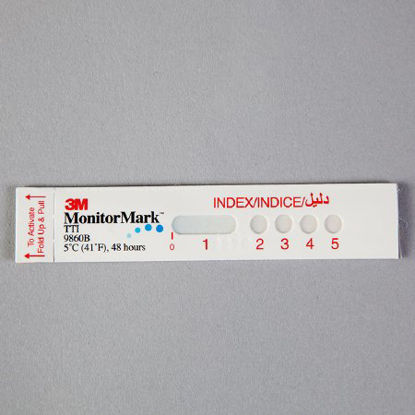 To Activate
Fold Up & Pull
3M
MonitorMark™
TTI
9860B
5˚C (41˚F), 48 hours
INDEX/INDICE/دليل
0 1 2 3 4 5